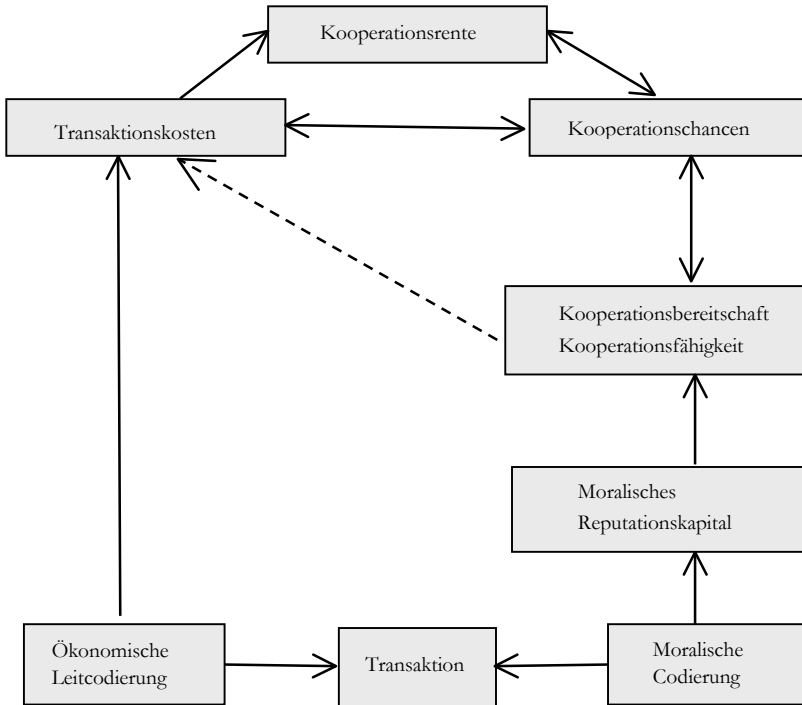 Kooperationsrente
Transaktionskosten
Kooperationschancen
Kooperationsbereitschaft
Kooperationsfähigkeit
Moralisches
Reputationskapital
Ökonomische
Leitcodierung
Transaktion
Moralische
Codierung